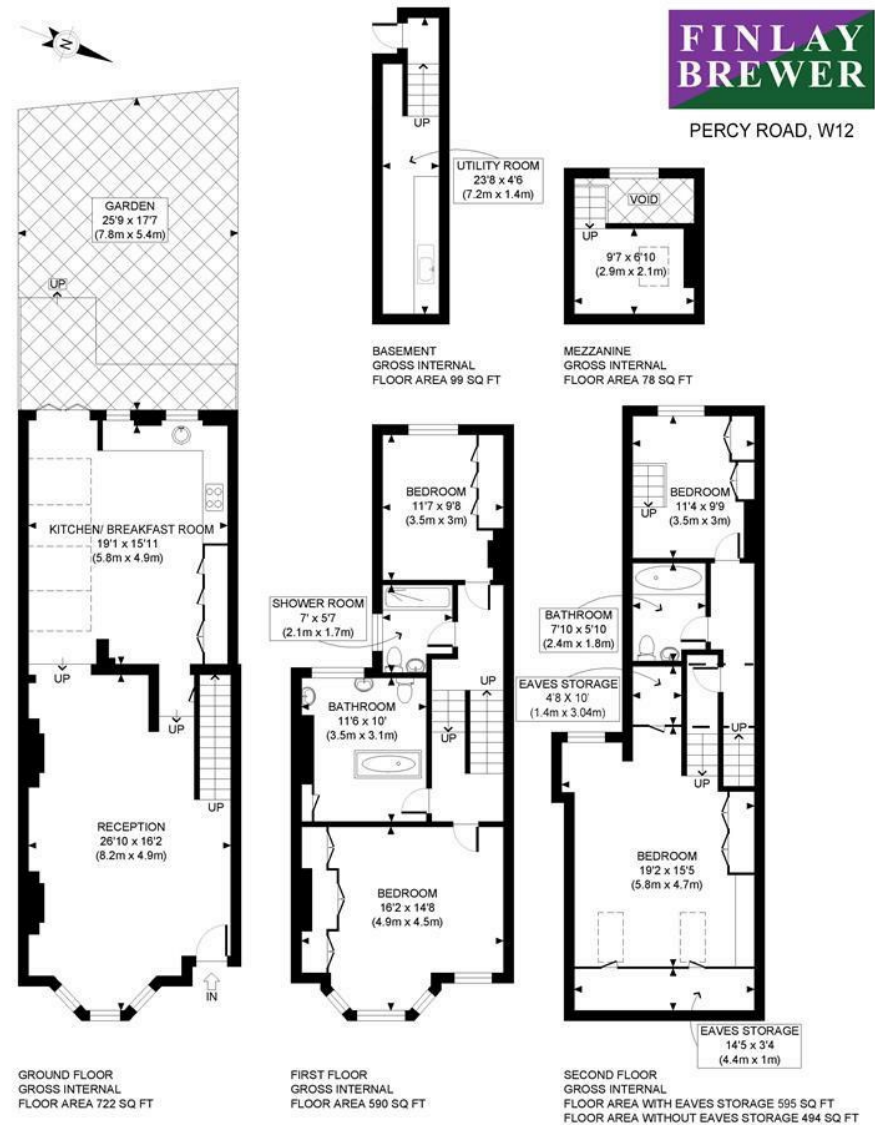 N
FINLAY
BREWER
PERCY ROAD, W12
GARDEN
25'9 x 17'7
(7.8m x 5.4m)
UP
KITCHEN/ BREAKFAST ROOM
19'1 x 15'11
(5.8m x 4.9m)
UP
UP
UP
RECEPTION
26'10 x 16'2
(8.2m x 4.9m)
IN
GROUND FLOOR
GROSS INTERNAL
FLOOR AREA 722 SQ FT
UP
UTILITY ROOM
23'8 x 4'6
(7.2m x 1.4m)
BASEMENT
GROSS INTERNAL
FLOOR AREA 99 SQ FT
VOID
UP
9'7 x 6'10
(2.9m x 2.1m)
MEZZANINE
GROSS INTERNAL
FLOOR AREA 78 SQ FT
BEDROOM
11'7 x 9'8
(3.5m x 3m)
SHOWER ROOM
7' x 5'7
(2.1m x 1.7m)
BATHROOM
11'6 x 10'
(3.5m x 3.1m)
UP
UP
BEDROOM
16'2 x 14'8
(4.9m x 4.5m)
FIRST FLOOR
GROSS INTERNAL
FLOOR AREA 590 SQ FT
BEDROOM
11'4 x 9'9
(3.5m x 3m)
UP
BATHROOM
7'10 x 5'10
(2.4m x 1.8m)
EAVES STORAGE
4'8 X 10'
(1.4m x 3.04m)
UP
UP
BEDROOM
19'2 x 15'5
(5.8m x 4.7m)
EAVES STORAGE
14'5 x 3'4
(4.4m x 1m)
SECOND FLOOR
GROSS INTERNAL
FLOOR AREA WITH EAVES STORAGE 595 SQ FT
FLOOR AREA WITHOUT EAVES STORAGE 494 SQ FT